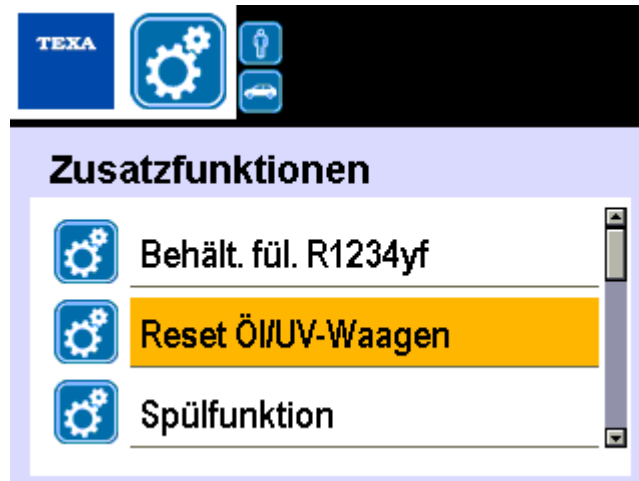 TEXA
Zusatzfunktionen
Behält. fül. R1234yf
Reset Öl/UV-Waagen
Spülfunktion